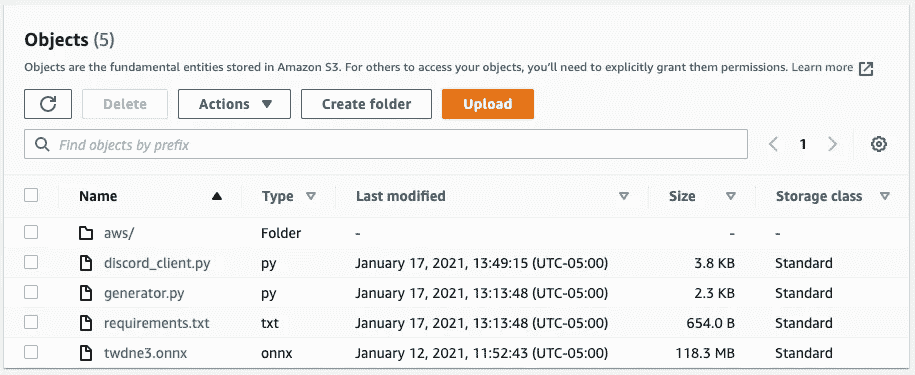 Objects (5)
Objects are the fundamental entities stored in Amazon S3. For others to access your objects, you'll need to explicitly grant them permissions. Learn more
Delete Actions Create folder Upload
Find objects by prefix 1
Name Type Last modified Size Storage class
aws/ Folder - - -
discord_client.py py January 17, 2021, 13:49:15 (UTC-05:00) 3.8 KB Standard
generator.py py January 17, 2021, 13:13:48 (UTC-05:00) 2.3 KB Standard
requirements.txt txt January 17, 2021, 13:13:48 (UTC-05:00) 654.0 B Standard
twdne3.onnx onnx January 12, 2021, 11:52:43 (UTC-05:00) 118.3 MB Standard